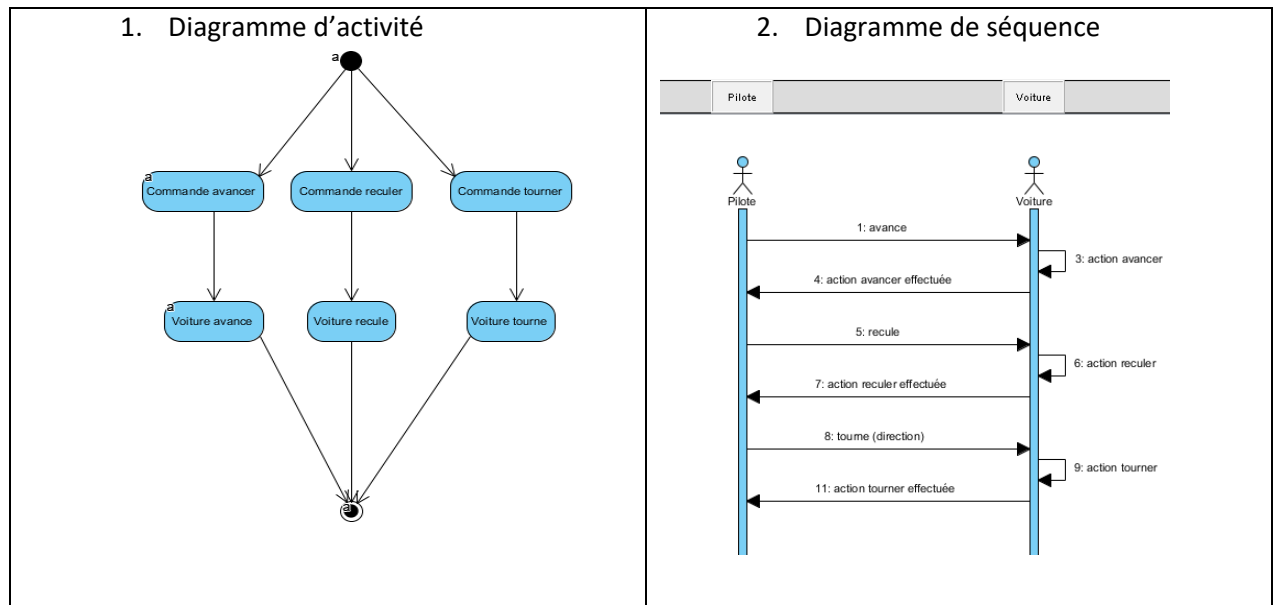 1. Diagramme d’activité
a
a
Commande avancer
Commande reculer
Commande tourner
a
Voiture avance
Voiture recule
Voiture tourne
a
2. Diagramme de séquence
Pilote
Voiture
Pilote
Voiture
1: avance
3: action avancer
4: action avancer effectuée
5: recule
6: action reculer
7: action reculer effectuée
8: tourne (direction)
9: action tourner
11: action tourner effectuée